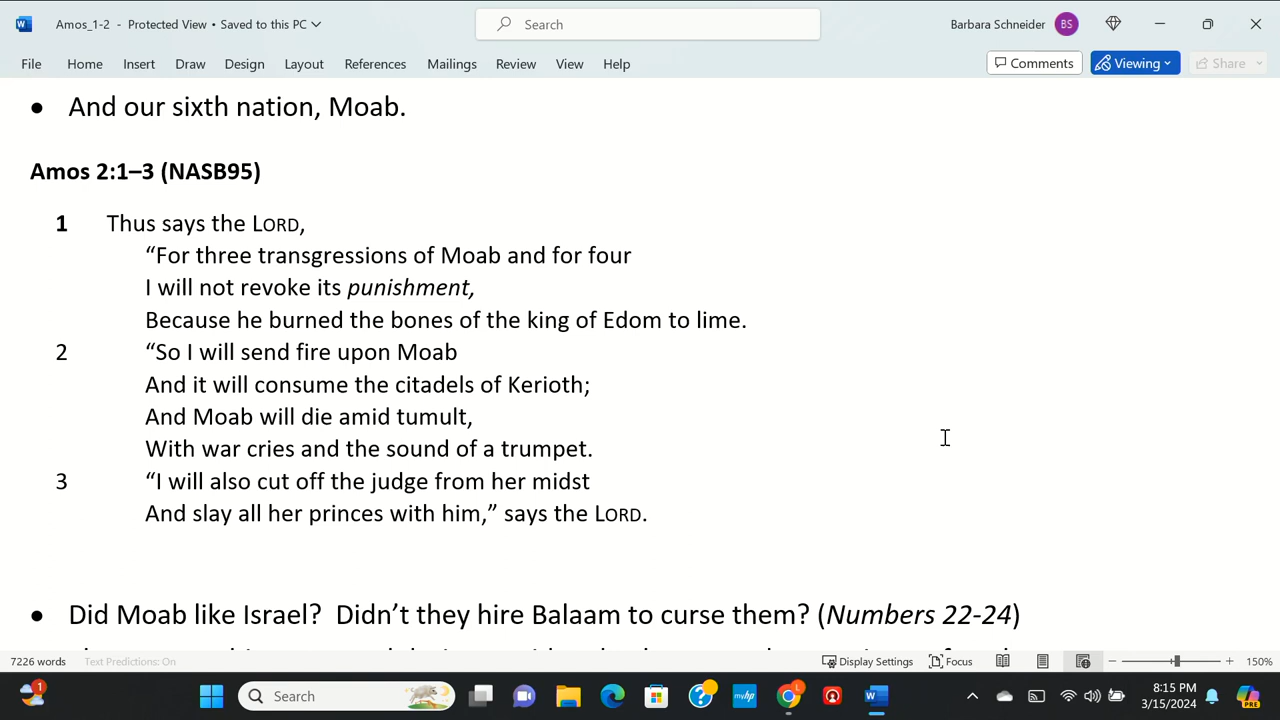 Amos_1-2 - Protected View • Saved to this PC
Search
Barbara Schneider BS
File Home Insert Draw Design Layout References Mailings Review View Help Comments Viewing Share
• And our sixth nation, Moab.
Amos 2:1–3 (NASB95)
1 Thus says the LORD,
“For three transgressions of Moab and for four
I will not revoke its punishment,
Because he burned the bones of the king of Edom to lime.
2 “So I will send fire upon Moab
And it will consume the citadels of Kerioth;
And Moab will die amid tumult,
With war cries and the sound of a trumpet.
3 “I will also cut off the judge from her midst
And slay all her princes with him,” says the LORD.
• Did Moab like Israel?  Didn’t they hire Balaam to curse them? (Numbers 22-24)
7226 words Text Predictions: On Display Settings Focus 150%
1 Search myhp 8:15 PM PRE
3/15/2024